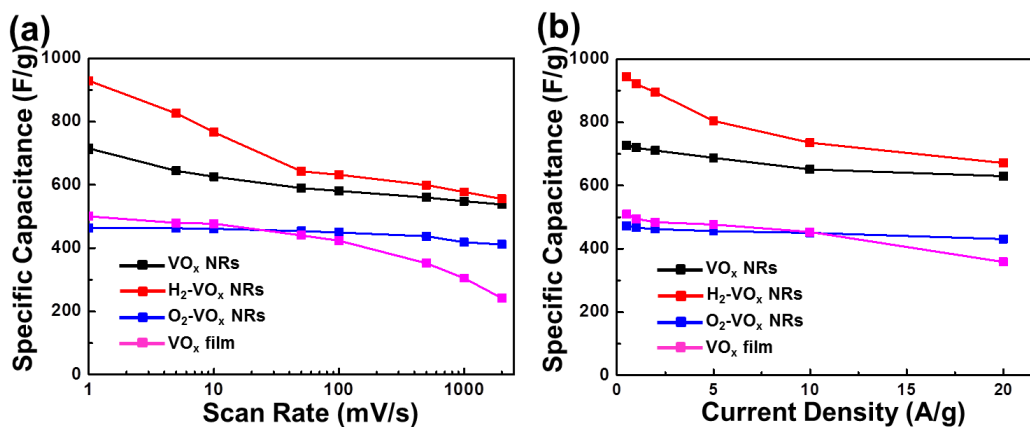 (a)
Specific Capacitance (F/g)
1000
800
600
400
200
0
VOx NRs
H2-VOx NRs
O2-VOx NRs
VOx film
1 10 100 1000
Scan Rate (mV/s)
(b)
Specific Capacitance (F/g)
1000
800
600
400
200
0
VOx NRs
H2-VOx NRs
O2-VOx NRs
VOx film
0 5 10 15 20
Current Density (A/g)